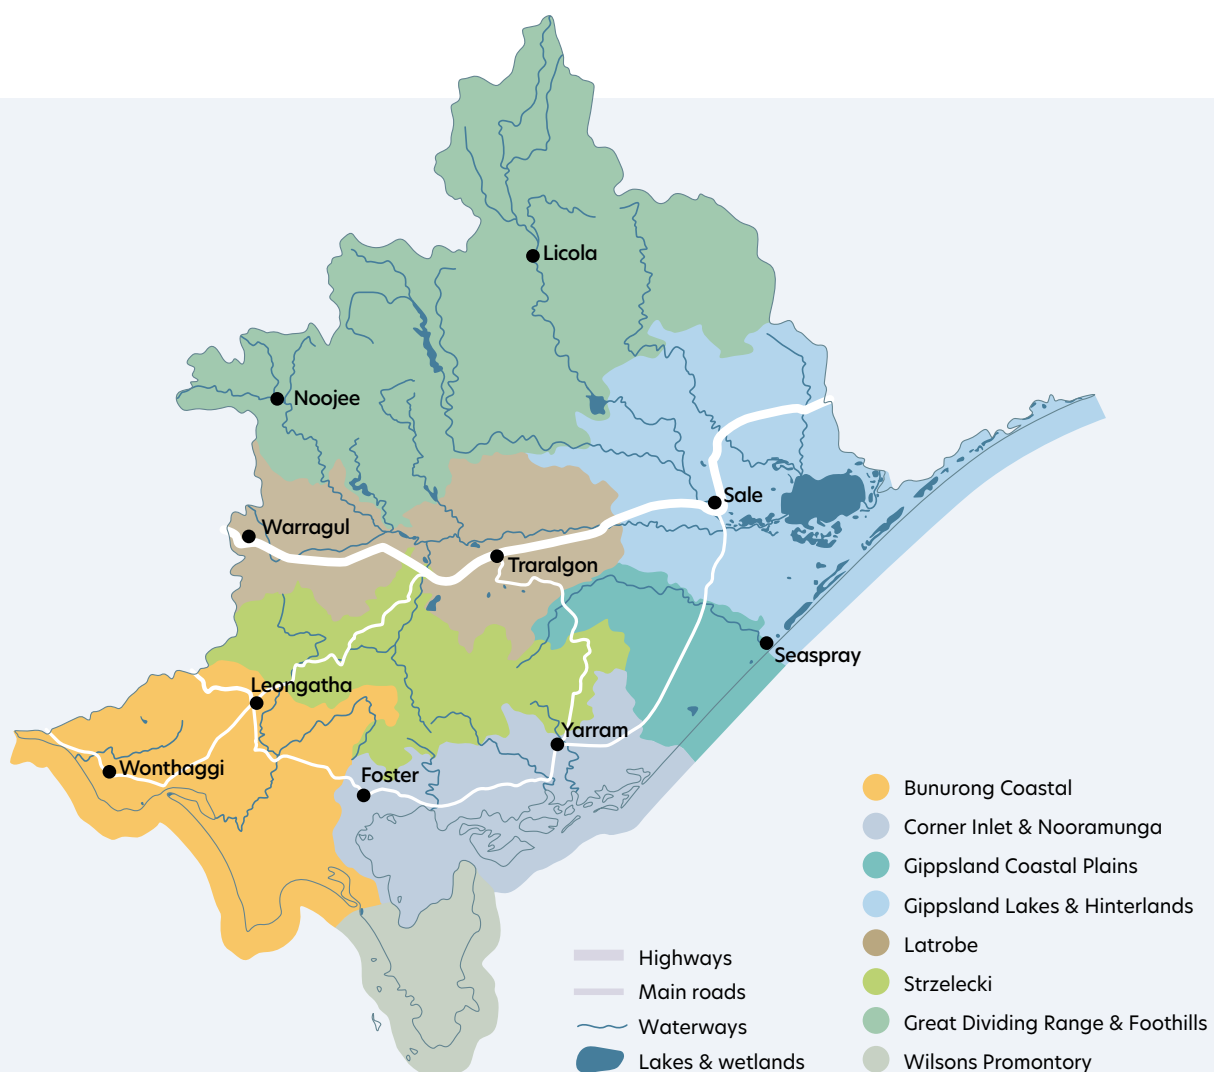 Licola
Noojee
Sale
Warragul
Traralgon
Seaspray
Leongatha
Yarram
Wonthaggi
Foster
Bunurong Coastal
Corner Inlet & Nooramunga
Gippsland Coastal Plains
Gippsland Lakes & Hinterlands
Latrobe
Strzelecki
Great Dividing Range & Foothills
Wilsons Promontory
Highways
Main roads
Waterways
Lakes & wetlands